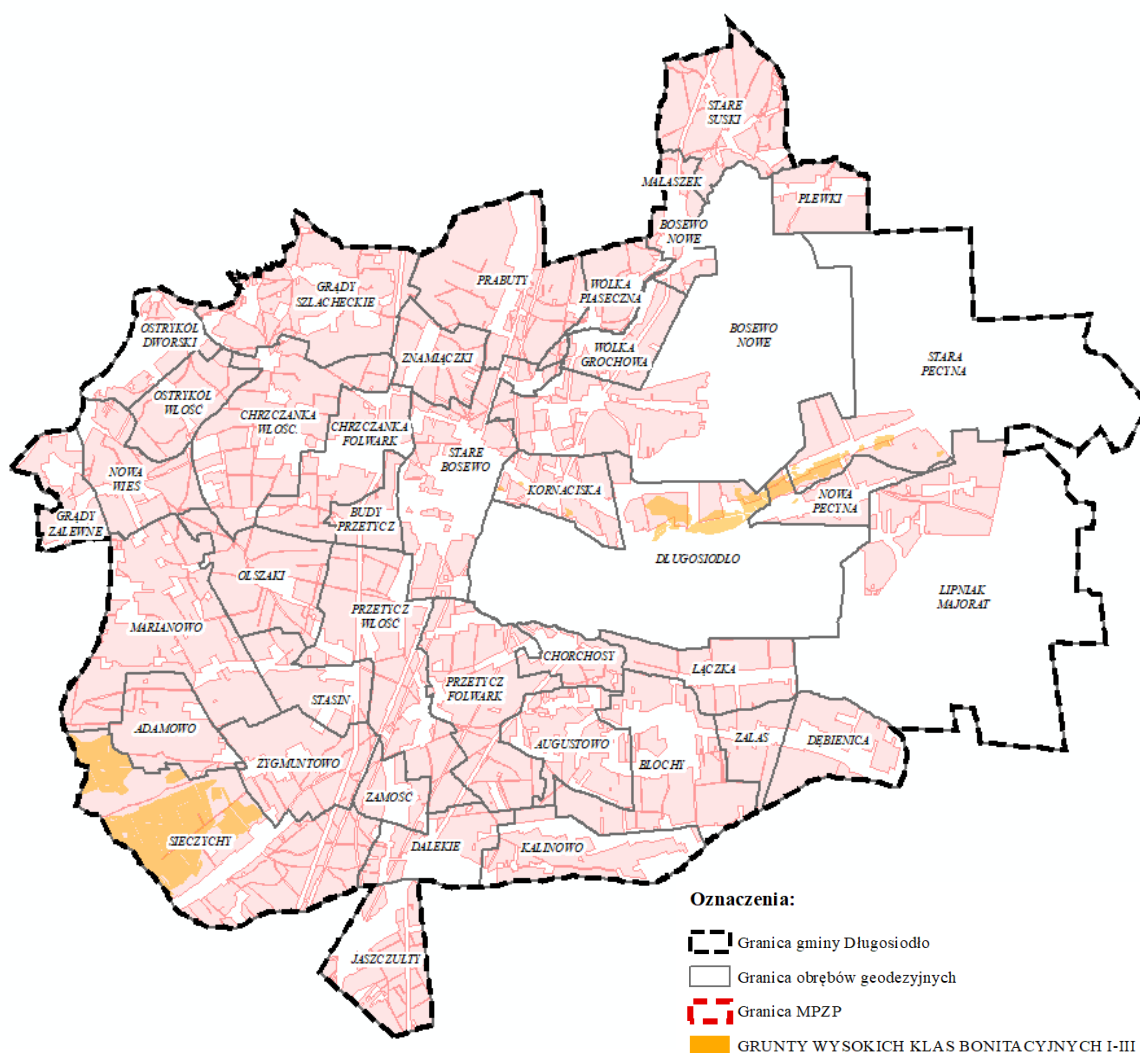 STARE
SUSKI
MALASZEK
PLEWKI
BOSEWO
NOWE
GRĄDY
SZLACHECKIE
PRABUTY
WÓLKA
PIASECZNA
OSTRYKÓŁ
DWORSKI
ZNAMIĄCZKI
WÓLKA
GROCHOWA
BOSEWO
NOWE
STARA
PECYNA
OSTRYKÓŁ
WŁOŚĆ
CHRZCZANKA
WŁOŚC.
CHRZCZANKA
FOLWARK
STARE
BOSEWO
NOWA
WIEŚ
KORNACISKA
NOWA
PECYNA
GRĄDY
ZALEWNE
BUDY
PRZETYCZ
DŁUGOSIODŁO
OLSZAKI
LIPNIAK
MAJORAT
PRZETYCZ
WŁOŚĆ
MARIANOWO
CHORCHOSY
ŁĄCZKA
PRZETYCZ
FOLWARK
STASIN
ADAMOWO
ZALAS
DĘBIENICA
AUGUSTOWO
BLOCHY
ZYGMUNTOWO
ZAMOŚĆ
SIECZYCHY
DALEKIE
KALINOWO
JASZCZUŁTY
Oznaczenia:
Granica gminy Długosiodło
Granica obrębów geodezyjnych
Granica MPZP
GRUNTY WYSOKICH KLAS BONITACYJNYCH I-III